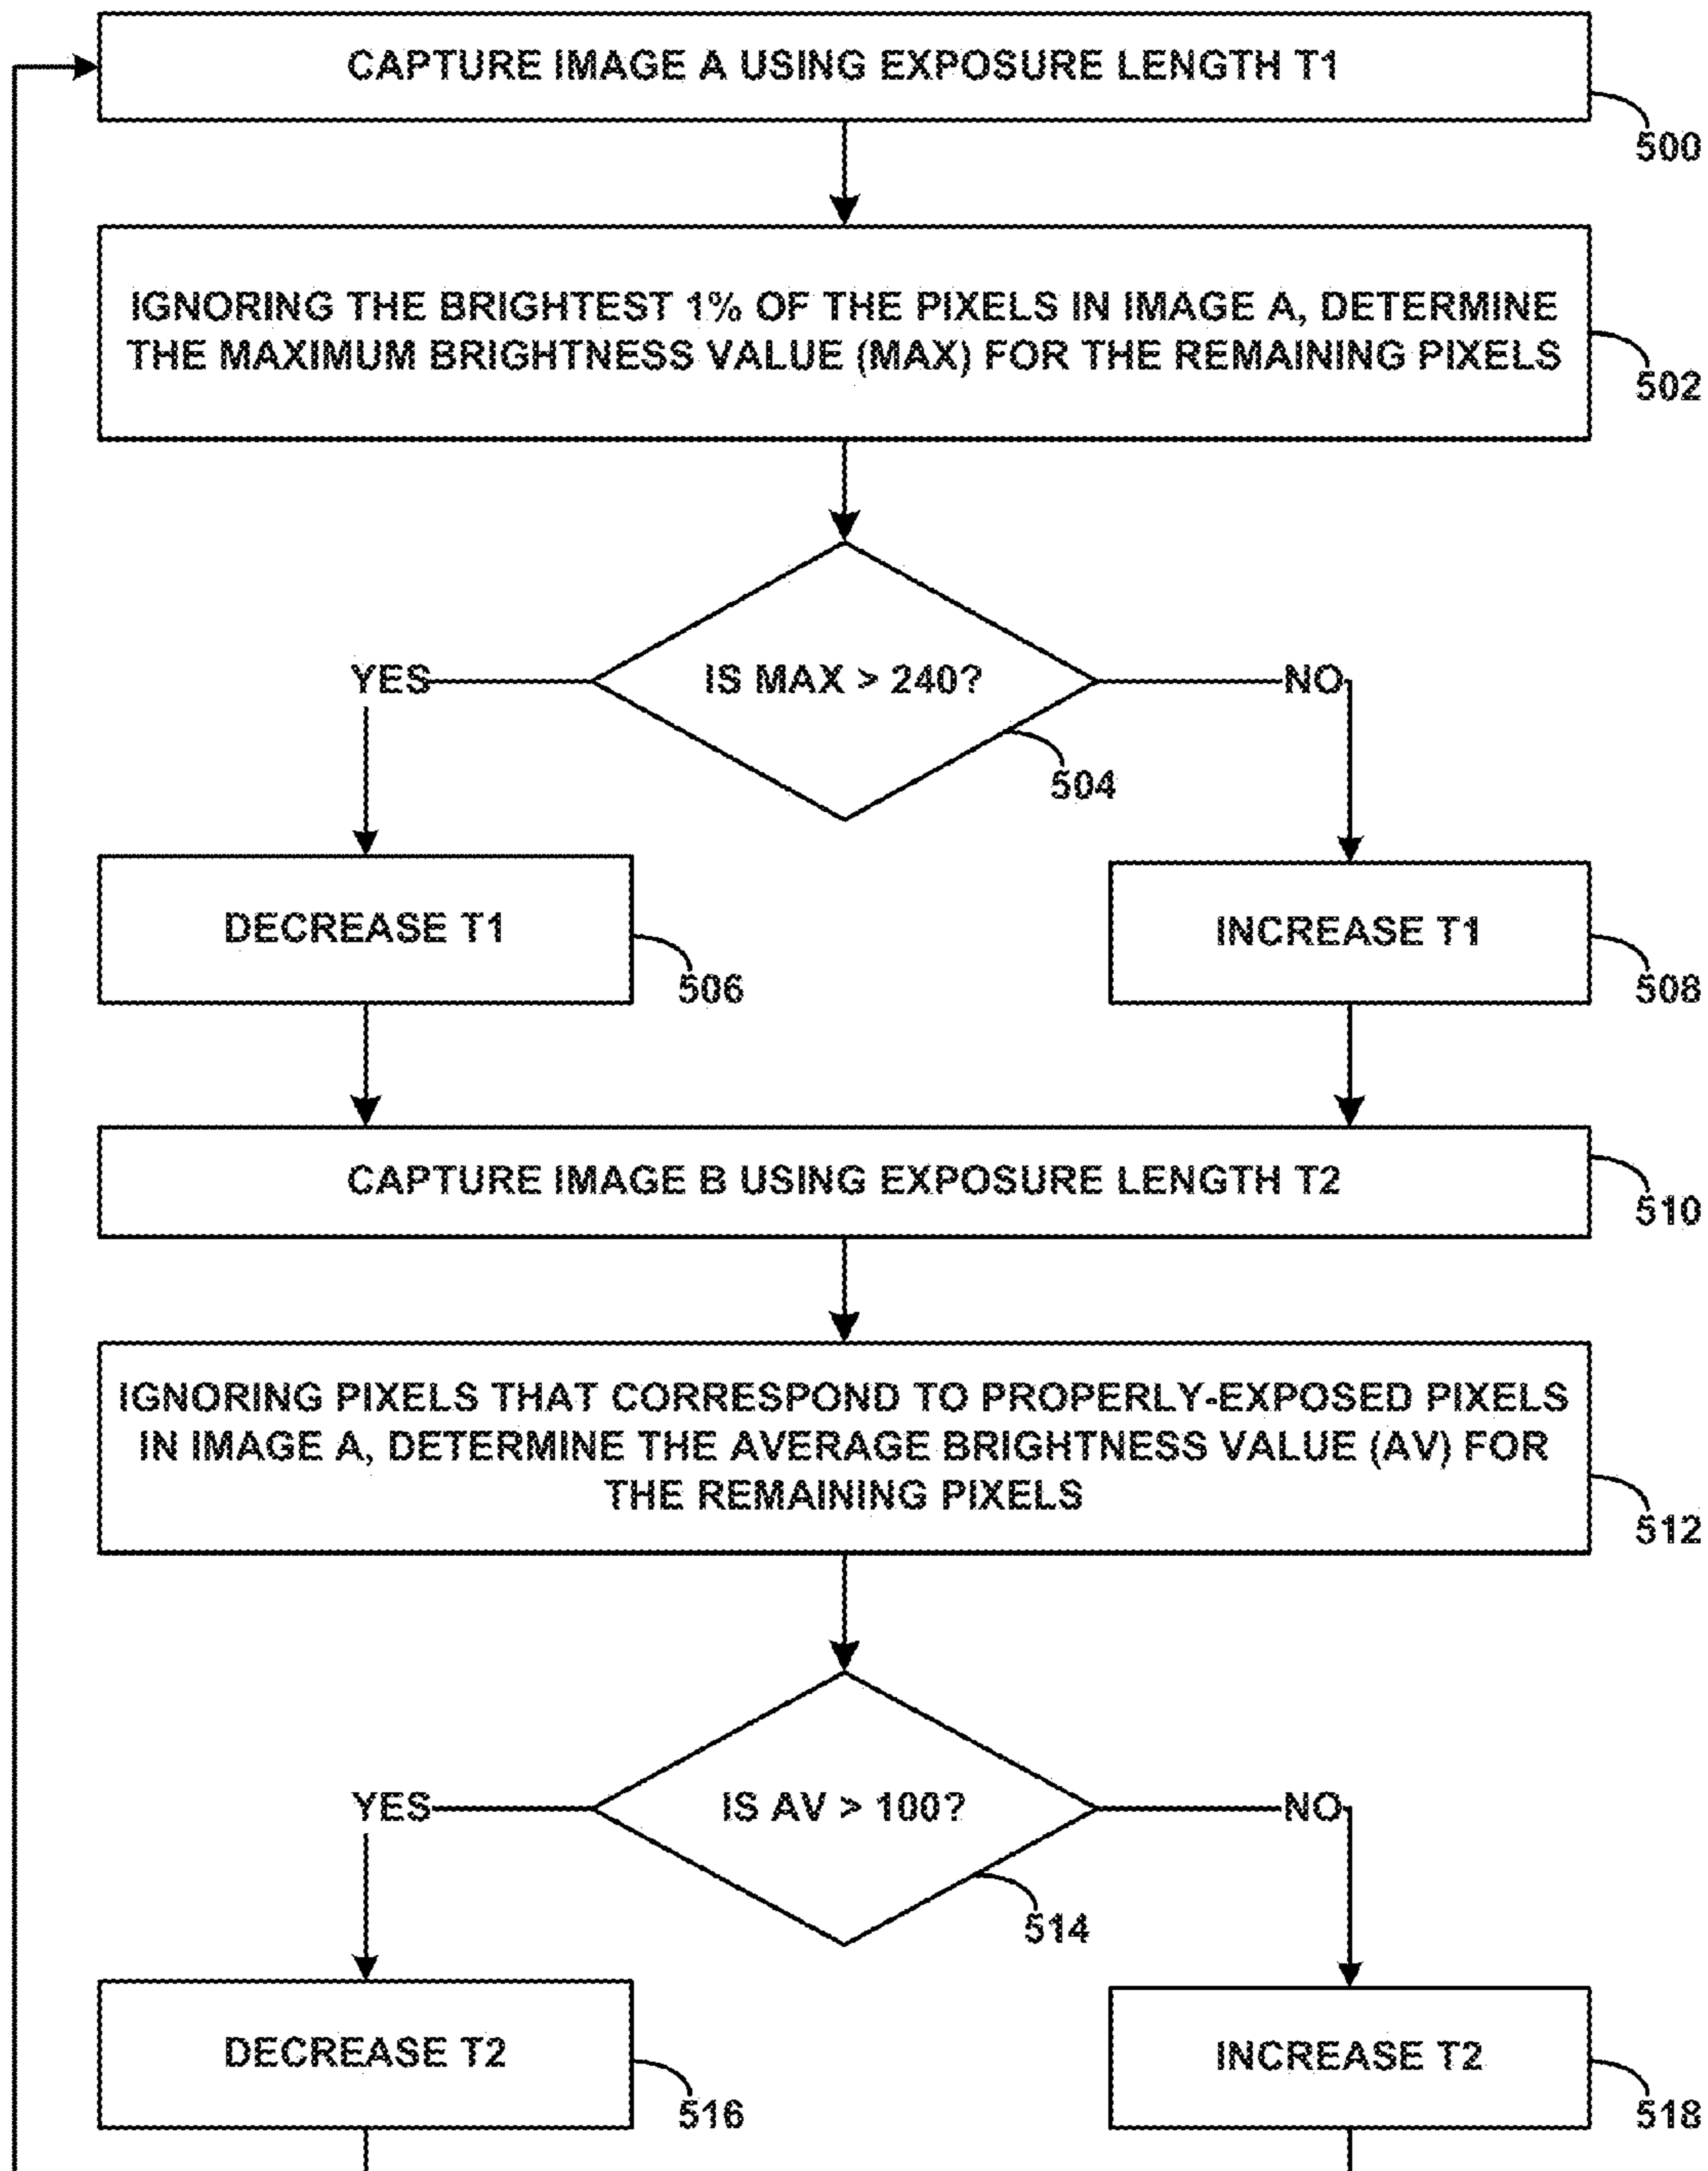 CAPTURE IMAGE A USING EXPOSURE LENGTH T1
500
IGNORING THE BRIGHTEST 1% OF THE PIXELS IN IMAGE A, DETERMINE
THE MAXIMUM BRIGHTNESS VALUE (MAX) FOR THE REMAINING PIXELS
502
YES
IS MAX > 240?
NO
504
DECREASE T1
506
INCREASE T1
508
CAPTURE IMAGE B USING EXPOSURE LENGTH T2
510
IGNORING PIXELS THAT CORRESPOND TO PROPERLY-EXPOSED PIXELS
IN IMAGE A, DETERMINE THE AVERAGE BRIGHTNESS VALUE (AV) FOR
THE REMAINING PIXELS
512
YES
IS AV > 100?
NO
514
DECREASE T2
516
INCREASE T2
518